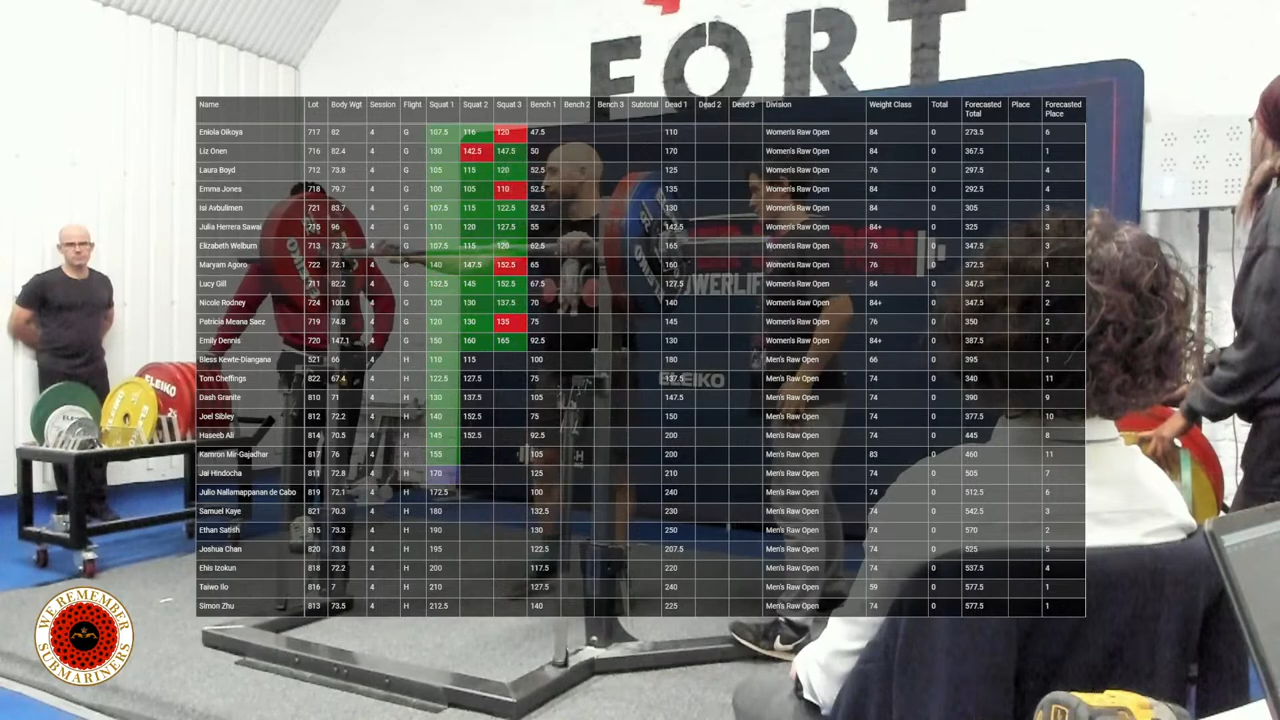 FORT
Name Lot Body Wgt Session Flight Squat 1 Squat 2 Squat 3 Bench 1 Bench 2 Bench 3 Subtotal Dead 1 Dead 2 Dead 3 Division Weight Class Total Forecasted Total Place Forecasted Place
Eniola Oikoya 717 82 4 G 107.5 116 120 47.5 110 Women's Raw Open 84 0 273.5 6
Liz Onen 716 82.4 4 G 130 142.5 147.5 50 170 Women's Raw Open 84 0 367.5 1
Laura Boyd 712 73.8 4 G 105 115 120 52.5 125 Women's Raw Open 76 0 297.5 4
Emma Jones 718 79.7 4 G 100 105 110 52.5 135 Women's Raw Open 84 0 292.5 4
Isi Avbulimen 721 83.7 4 G 107.5 115 122.5 52.5 130 Women's Raw Open 84 0 305 3
Julia Herrera Sawai 715 96 4 G 110 120 127.5 55 142.5 Women's Raw Open 84+ 0 325 3
Elizabeth Welburn 713 73.7 4 G 107.5 115 120 62.5 165 Women's Raw Open 76 0 347.5 3
Maryam Agoro 722 72.1 4 G 140 147.5 152.5 65 160 Women's Raw Open 76 0 372.5 1
Lucy Gill 711 82.2 4 G 132.5 145 152.5 67.5 127.5 Women's Raw Open 84 0 347.5 2
Nicole Rodney 724 100.6 4 G 120 130 137.5 70 140 Women's Raw Open 84+ 0 347.5 2
Patricia Meana Saez 719 74.8 4 G 120 130 135 75 145 Women's Raw Open 76 0 350 2
Emily Dennis 720 147.1 4 G 150 160 165 92.5 130 Women's Raw Open 84+ 0 387.5 1
Bless Kewte-Diangana 521 66 4 H 110 115 100 180 Men's Raw Open 66 0 395 1
Tom Cheffings 822 67.4 4 H 122.5 127.5 75 137.5 Men's Raw Open 74 0 340 11
Dash Granite 810 71 4 H 130 137.5 105 147.5 Men's Raw Open 74 0 390 9
Joel Sibley 812 72.2 4 H 140 152.5 75 150 Men's Raw Open 74 0 377.5 10
Haseeb Ali 814 70.5 4 H 145 152.5 92.5 200 Men's Raw Open 74 0 445 8
Kamron Mir-Gajadhar 817 76 4 H 155 105 200 Men's Raw Open 83 0 460 11
Jai Hindocha 811 72.8 4 H 170 125 210 Men's Raw Open 74 0 505 7
Julio Nallamappanan de Cabo 819 72.1 4 H 172.5 100 240 Men's Raw Open 74 0 512.5 6
Samuel Kaye 821 70.3 4 H 180 132.5 230 Men's Raw Open 74 0 542.5 3
Ethan Satish 815 73.3 4 H 190 130 250 Men's Raw Open 74 0 570 2
Joshua Chan 820 73.8 4 H 195 122.5 207.5 Men's Raw Open 74 0 525 5
Ehis Izokun 818 72.2 4 H 200 117.5 220 Men's Raw Open 74 0 537.5 4
Taiwo Ilo 816 7 4 H 210 127.5 240 Men's Raw Open 59 0 577.5 1
Simon Zhu 813 73.5 4 H 212.5 140 225 Men's Raw Open 74 0 577.5 1
ELEIKO
ELEIKO
WE REMEMBER
SUBMARINERS